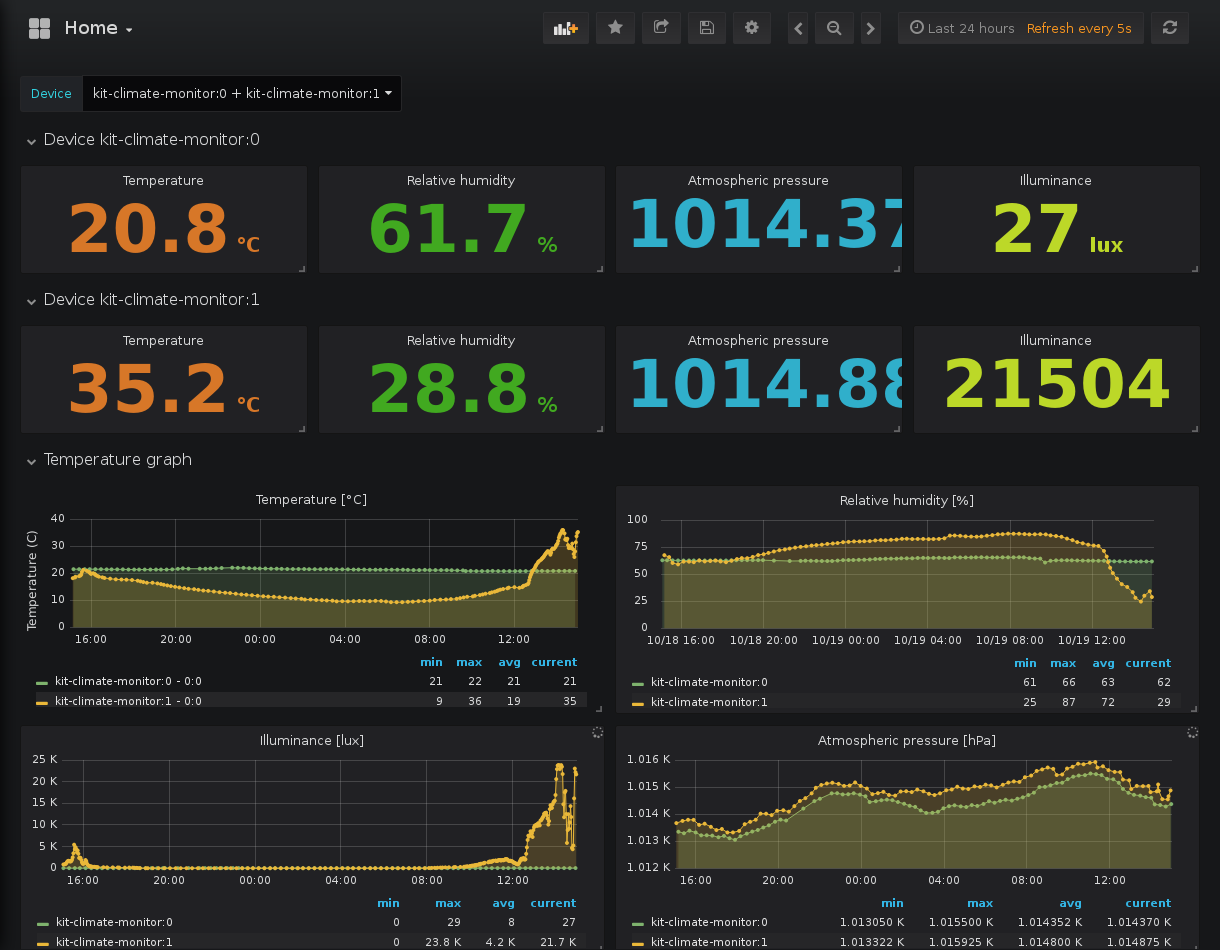 Home
Last 24 hours Refresh every 5s
Device kit-climate-monitor:0 + kit-climate-monitor:1
Device kit-climate-monitor:0
Temperature Relative humidity Atmospheric pressure Illuminance
20.8 °C 61.7 % 1014.37 27 lux
Device kit-climate-monitor:1
Temperature Relative humidity Atmospheric pressure Illuminance
35.2 °C 28.8 % 1014.88 21504
Temperature graph
Temperature [°C]
Temperature (C)
40
30
20
10
0
16:00 20:00 00:00 04:00 08:00 12:00
min max avg current
kit-climate-monitor:0 - 0:0 21 22 21 21
kit-climate-monitor:1 - 0:0 9 36 19 35
Relative humidity [%]
100
75
50
25
0
10/18 16:00 10/18 20:00 10/19 00:00 10/19 04:00 10/19 08:00 10/19 12:00
min max avg current
kit-climate-monitor:0 61 66 63 62
kit-climate-monitor:1 25 87 72 29
Illuminance [lux]
25 K
20 K
15 K
10 K
5 K
0
16:00 20:00 00:00 04:00 08:00 12:00
min max avg current
kit-climate-monitor:0 0 29 8 27
kit-climate-monitor:1 0 23.8 K 4.2 K 21.7 K
Atmospheric pressure [hPa]
1.016 K
1.015 K
1.014 K
1.013 K
1.012 K
16:00 20:00 00:00 04:00 08:00 12:00
min max avg current
kit-climate-monitor:0 1.013050 K 1.015500 K 1.014352 K 1.014370 K
kit-climate-monitor:1 1.013322 K 1.015925 K 1.014800 K 1.014875 K